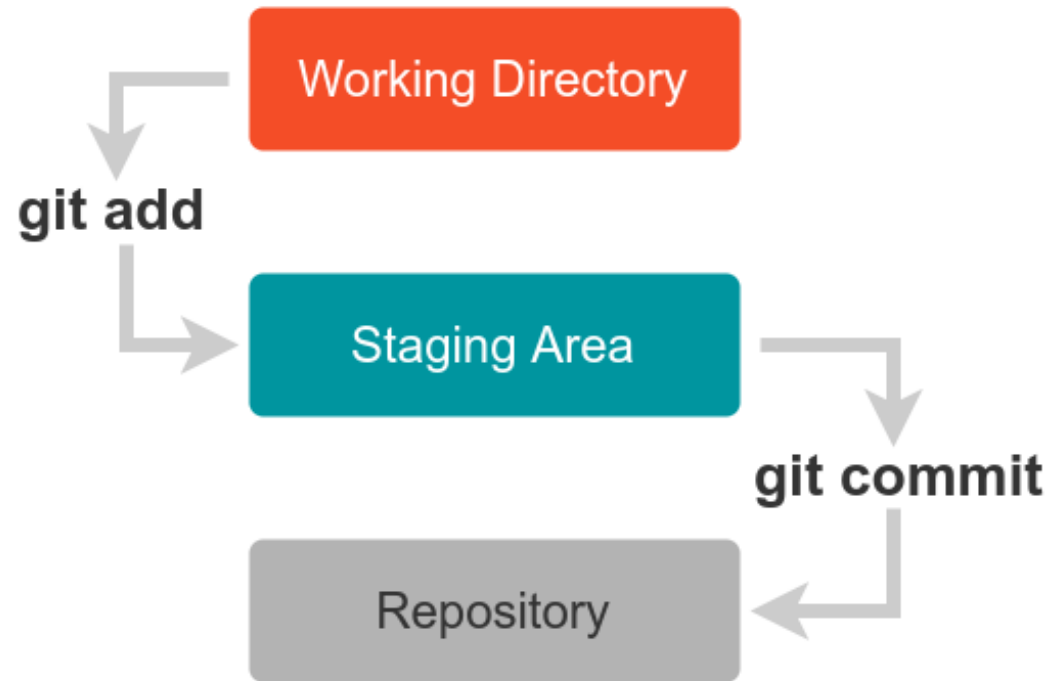 Working Directory
git add
Staging Area
git commit
Repository